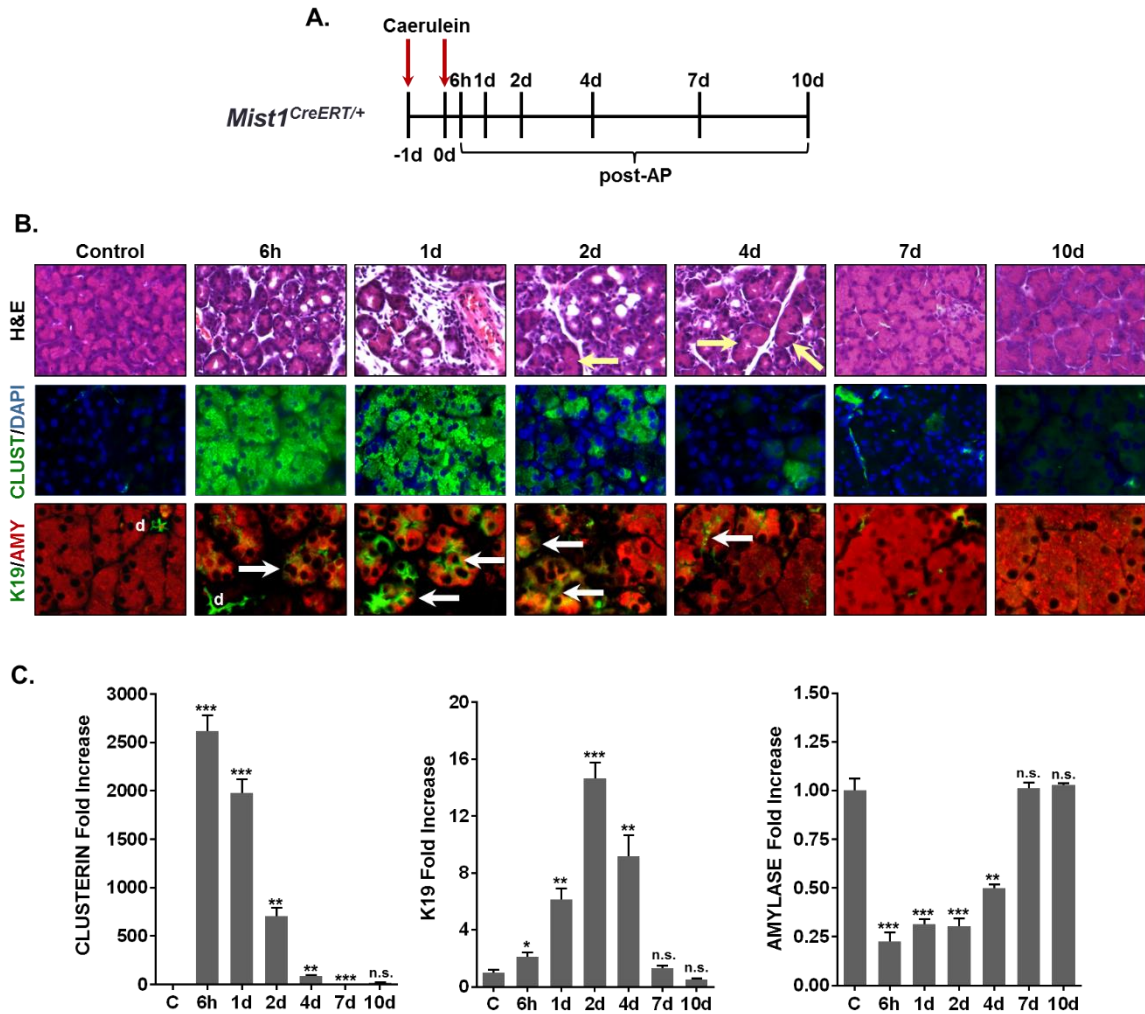 A.
Caerulein
6h 1d 2d 4d 7d 10d
Mist1CreERT/+
-1d 0d
post-AP
B.
Control 6h 1d 2d 4d 7d 10d
H&E
CLUST/DAPI
K19/AMY
d
d
C.
CLUSTERIN Fold Increase
3000
2500
2000
1500
1000
500
0
***
***
**
**
***
n.s.
C 6h 1d 2d 4d 7d 10d
K19 Fold Increase
20
16
12
8
4
0
*
**
***
**
n.s.
n.s.
C 6h 1d 2d 4d 7d 10d
AMYLASE Fold Increase
1.50
1.25
1.00
0.75
0.50
0.25
0.00
***
***
***
**
n.s.
n.s.
C 6h 1d 2d 4d 7d 10d